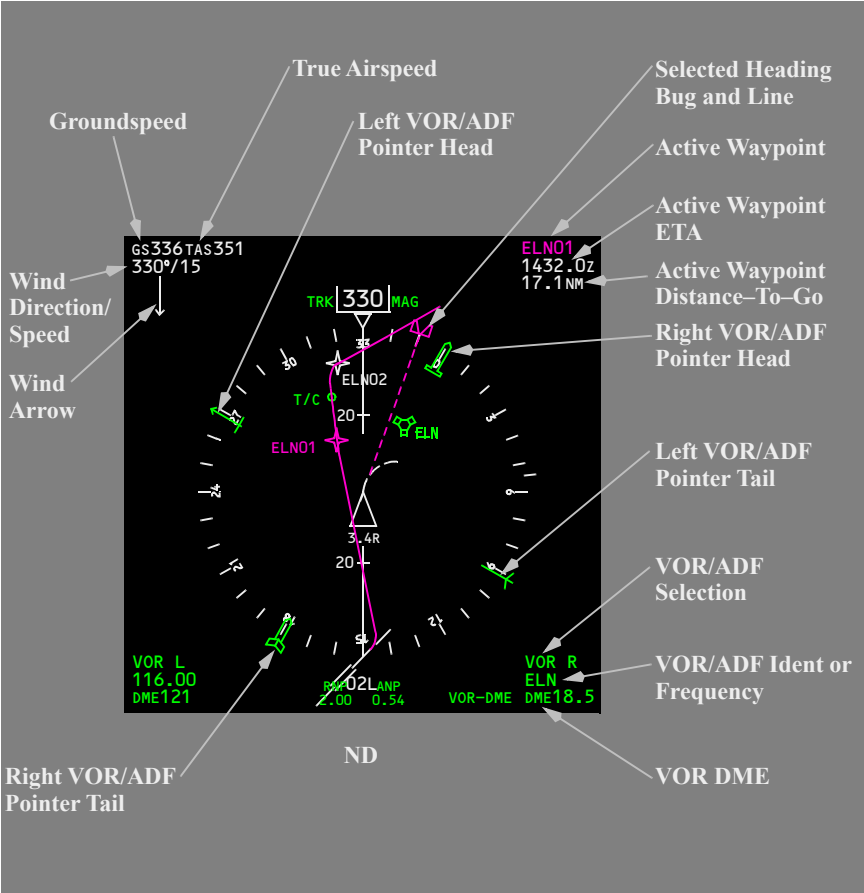 True Airspeed
Selected Heading
Bug and Line
Groundspeed
Left VOR/ADF
Pointer Head
Active Waypoint
Active Waypoint
ETA
GS336TAS351
330°/15
ELN01
1432.0z
17.1NM
Active Waypoint
Distance–To–Go
Wind
Direction/
Speed
TRK 330 MAG
Right VOR/ADF
Pointer Head
Wind
Arrow
33
30
0
ELN02
T/C
20
27
3
ELN
ELN01
Left VOR/ADF
Pointer Tail
24
6
3.4R
20
21
9
VOR/ADF
Selection
18
12
15
VOR L
116.00
DME121
RNP 02L ANP
2.00 0.54
VOR R
ELN
VOR-DME DME18.5
VOR/ADF Ident or
Frequency
ND
Right VOR/ADF
Pointer Tail
VOR DME